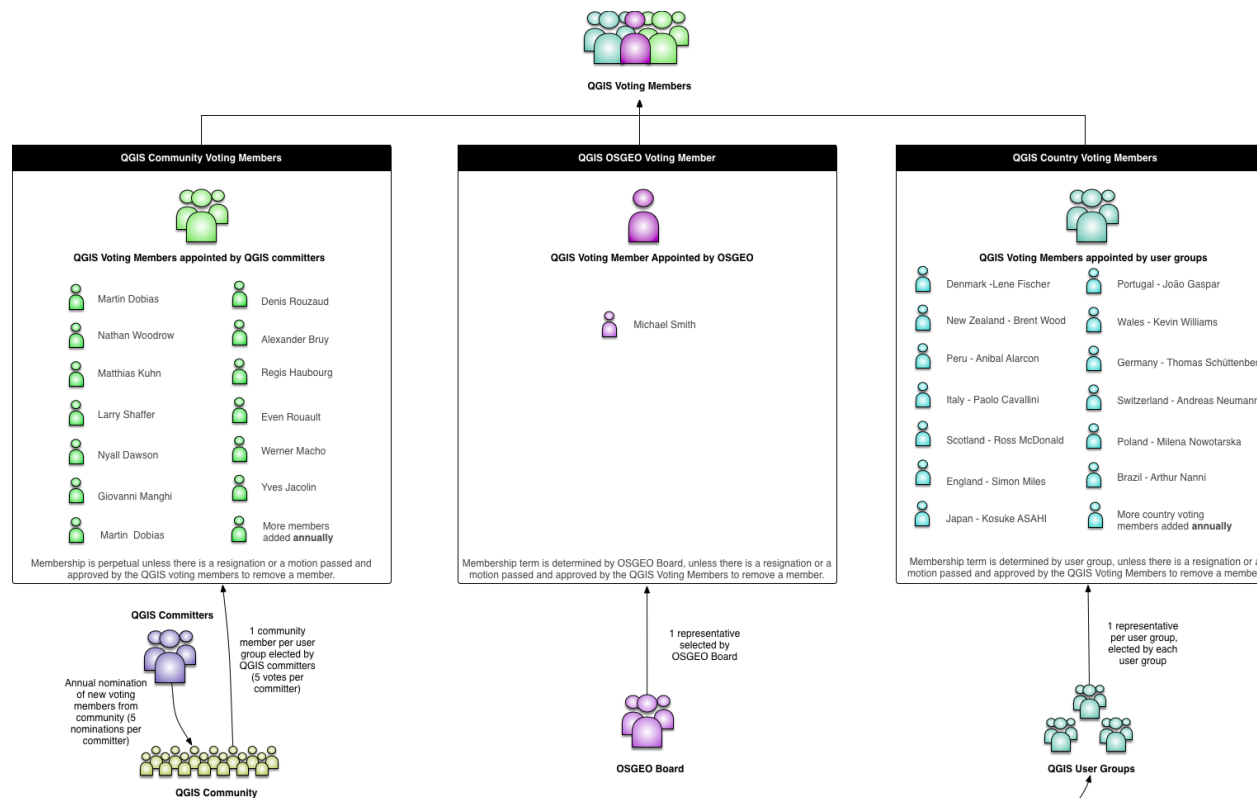 QGIS Voting Members
QGIS Community Voting Members
QGIS Voting Members appointed by QGIS committers
Martin Dobias
Nathan Woodrow
Matthias Kuhn
Larry Shaffer
Nyall Dawson
Giovanni Manghi
Martin Dobias
Denis Rouzaud
Alexander Bruy
Regis Haubourg
Even Rouault
Werner Macho
Yves Jacolin
More members
added annually
Membership is perpetual unless there is a resignation or a motion passed and
approved by the QGIS voting members to remove a member.
QGIS OSGEO Voting Member
QGIS Voting Member Appointed by OSGEO
Michael Smith
Membership term is determined by OSGEO Board, unless there is a resignation or a
motion passed and approved by the QGIS Voting Members to remove a member.
QGIS Country Voting Members
QGIS Voting Members appointed by user groups
Denmark -Lene Fischer
New Zealand - Brent Wood
Peru - Anibal Alarcon
Italy - Paolo Cavallini
Scotland - Ross McDonald
England - Simon Miles
Japan - Kosuke ASAHI
Portugal - João Gaspar
Wales - Kevin Williams
Germany - Thomas Schüttenber
Switzerland - Andreas Neumann
Poland - Milena Nowotarska
Brazil - Arthur Nanni
More country voting
members added annually
Membership term is determined by user group, unless there is a resignation or a
motion passed and approved by the QGIS Voting Members to remove a membe
QGIS Committers
1 community
member per user
group elected by
QGIS committers
(5 votes per
committer)
Annual nomination
of new voting
members from
community (5
nominations per
committer)
QGIS Community
1 representative
selected by
OSGEO Board
OSGEO Board
1 representative
per user group,
elected by each
user group
QGIS User Groups